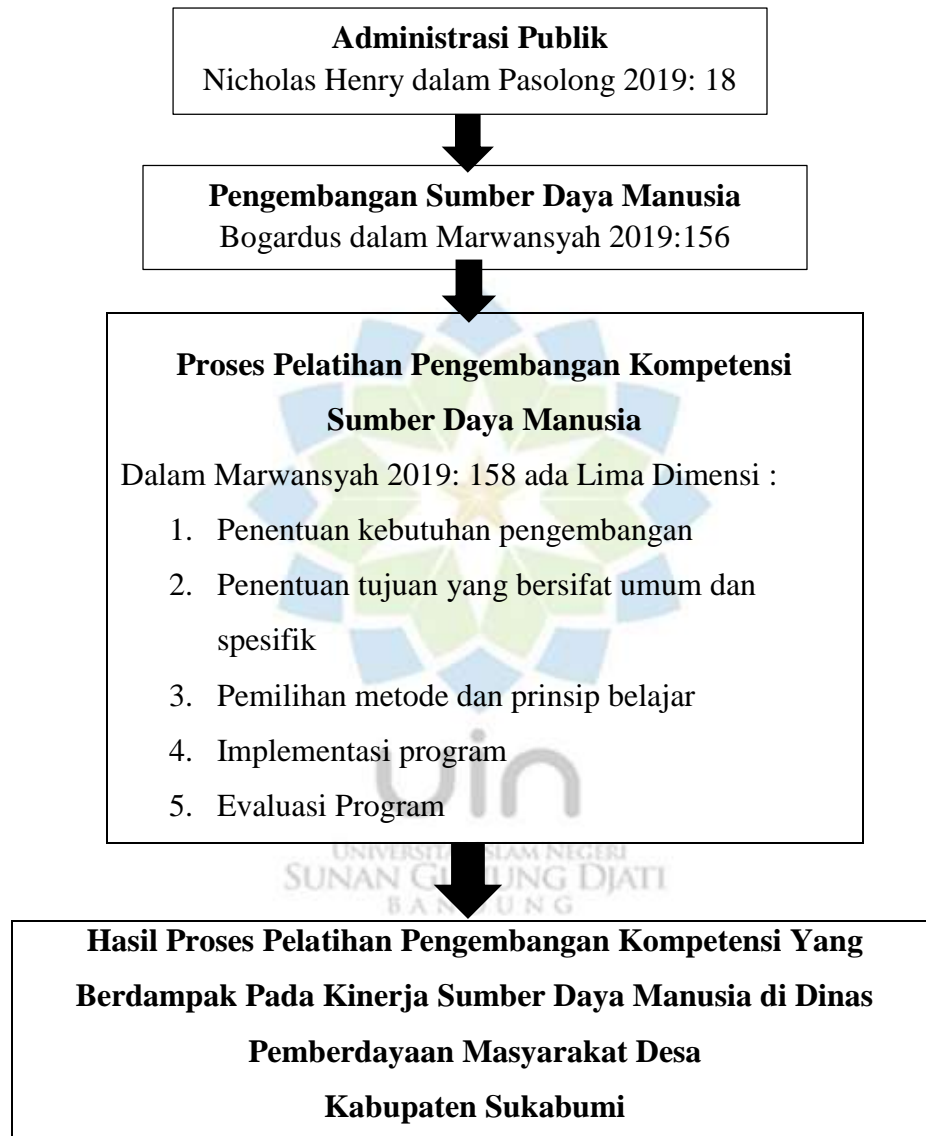 Administrasi Publik
Nicholas Henry dalam Pasolong 2019: 18
Pengembangan Sumber Daya Manusia
Bogardus dalam Marwansyah 2019:156
Proses Pelatihan Pengembangan Kompetensi
Sumber Daya Manusia
Dalam Marwansyah 2019: 158 ada Lima Dimensi :
1. Penentuan kebutuhan pengembangan
2. Penentuan tujuan yang bersifat umum dan
spesifik
3. Pemilihan metode dan prinsip belajar
4. Implementasi program
5. Evaluasi Program
uin
SUNAN DJATI
Hasil Proses Pelatihan Pengembangan Kompetensi Yang
Berdampak Pada Kinerja Sumber Daya Manusia di Dinas
Pemberdayaan Masyarakat Desa
Kabupaten Sukabumi